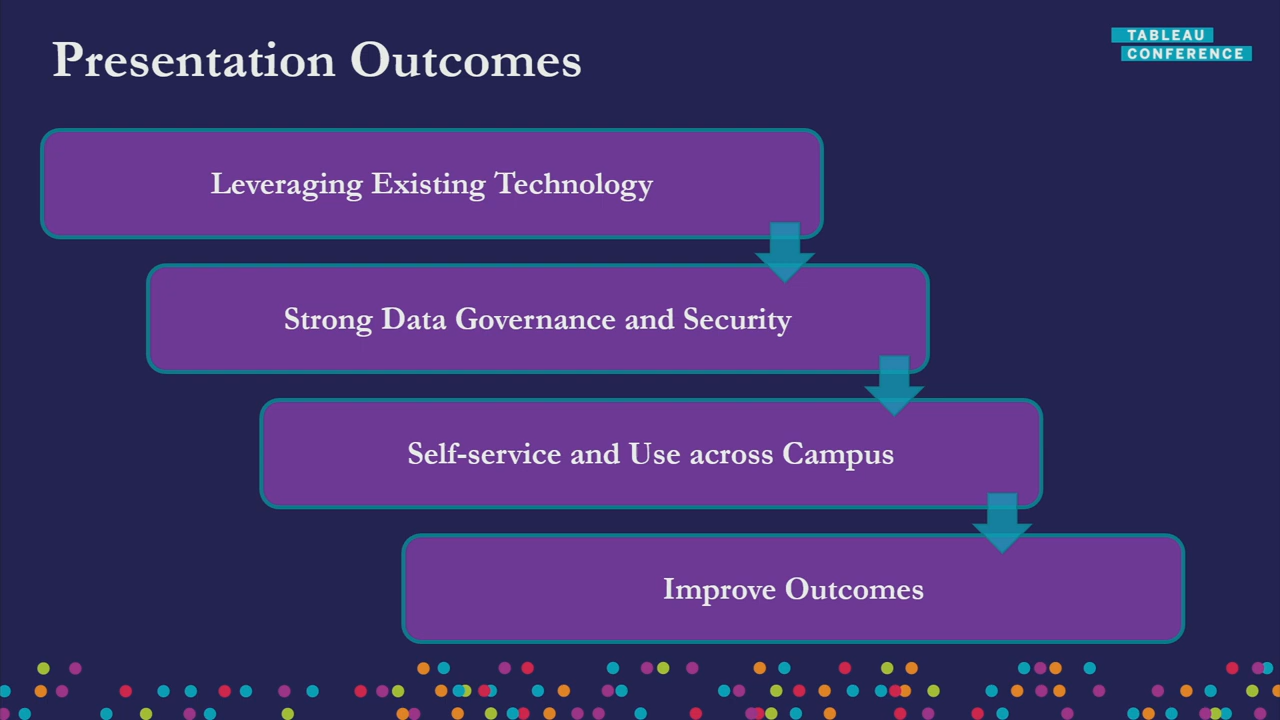 Presentation Outcomes
TABLEAU
CONFERENCE
Leveraging Existing Technology
Strong Data Governance and Security
Self-service and Use across Campus
Improve Outcomes